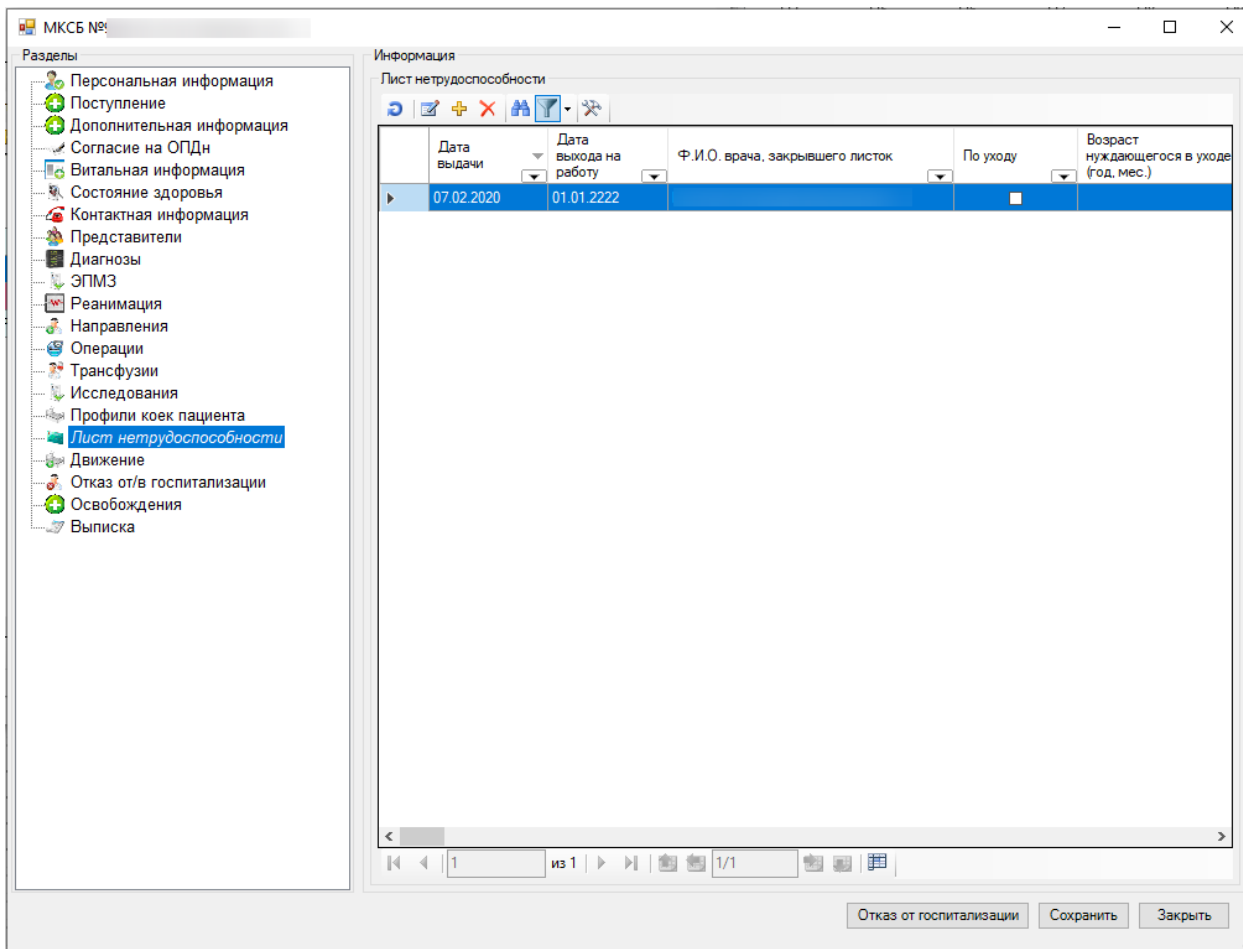 МКСБ №
Разделы
Персональная информация
Поступление
Дополнительная информация
Согласие на ОПДн
Витальная информация
Состояние здоровья
Контактная информация
Представители
Диагнозы
ЭПМЗ
Реанимация
Направления
Операции
Трансфузии
Исследования
Профили коек пациента
Лист нетрудоспособности
Движение
Отказ от/в госпитализации
Освобождения
Выписка
Информация
Лист нетрудоспособности
Дата
выдачи
Дата
выхода на
работу
Ф.И.О. врача, закрывшего листок
По уходу
Возраст
нуждающегося в уходе
(год, мес.)
07.02.2020 01.01.2222
1 из 1 1/1
Отказ от госпитализации Сохранить Закрыть